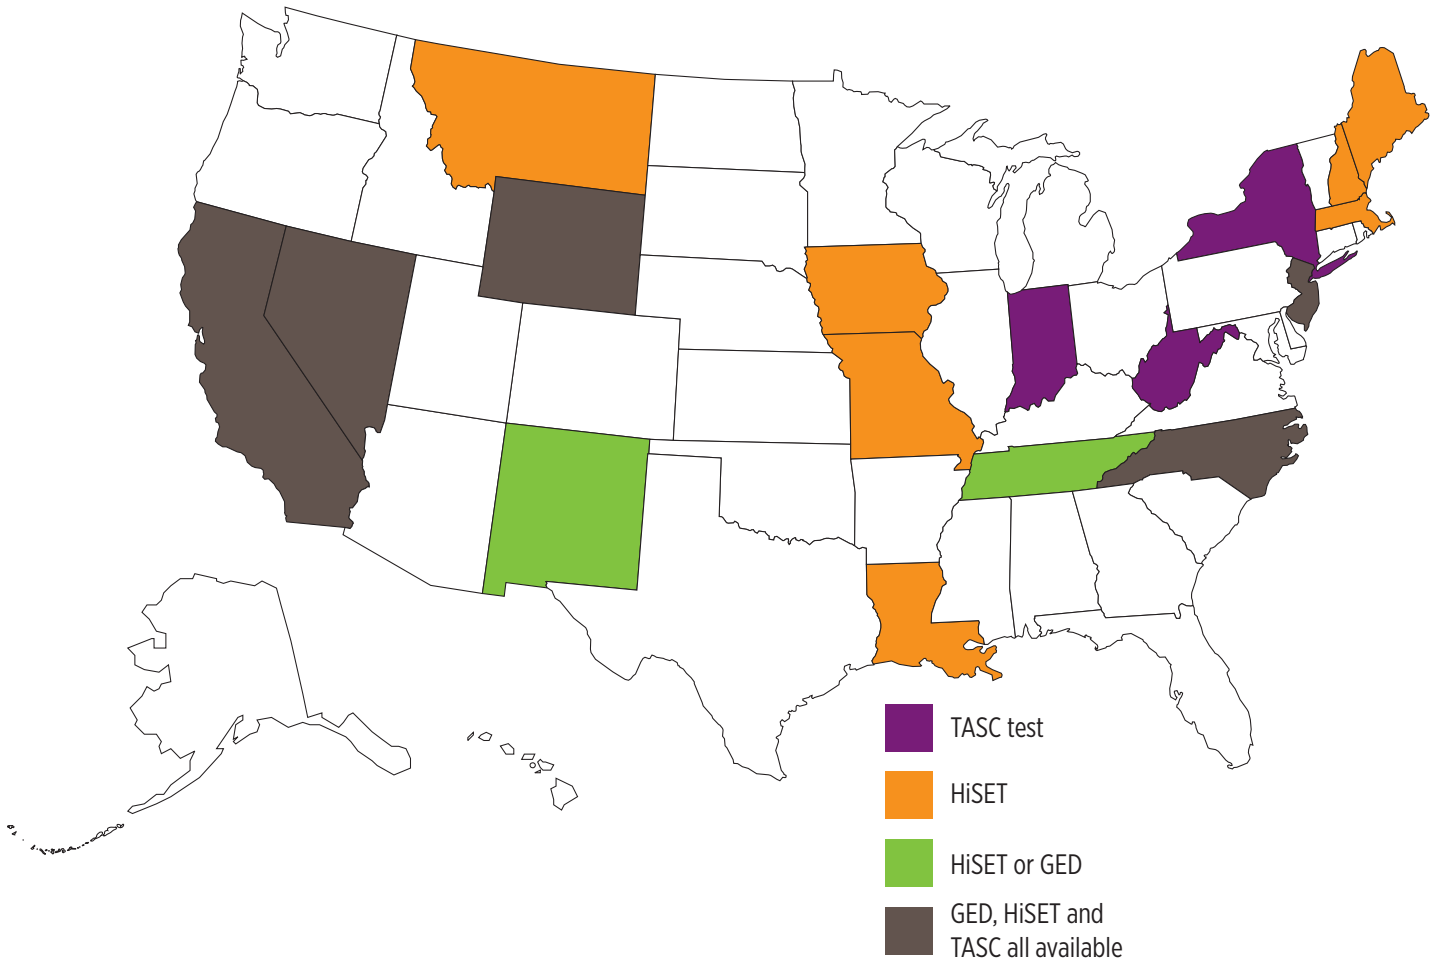 TASC test
HiSET
HiSET or GED
GED, HiSET and
TASC all available